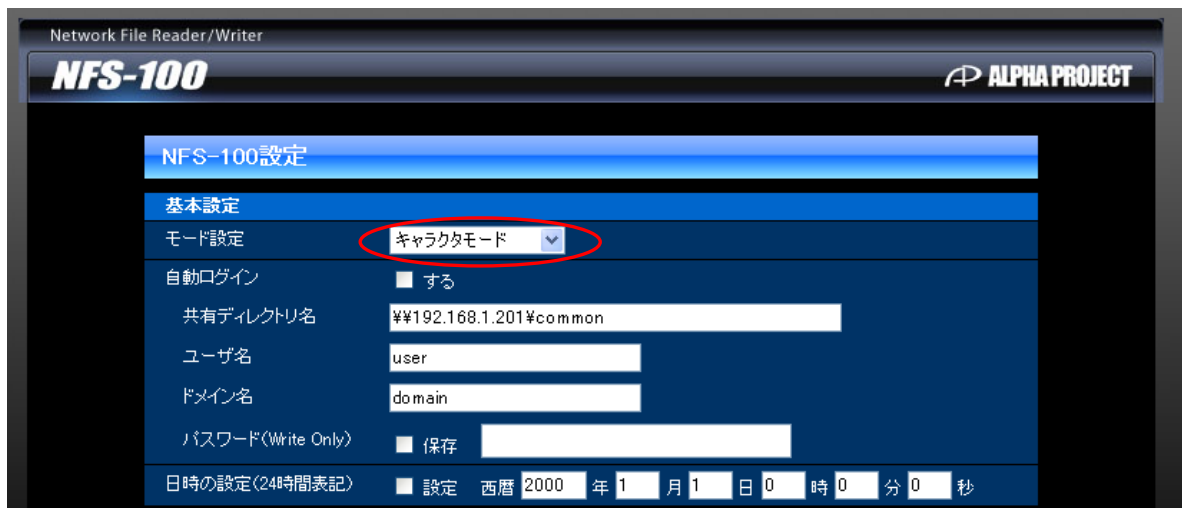 Network File Reader/Writer
NFS-100
ALPHA PROJECT
NFS-100設定
基本設定
モード設定 キャラクタモード
自動ログイン する
共有ディレクトリ名 ¥¥192.168.1.201¥common
ユーザ名 user
ドメイン名 domain
パスワード(Write Only) 保存
日時の設定(24時間表記) 設定 西暦 2000 年 1 月 1 日 0 時 0 分 0 秒